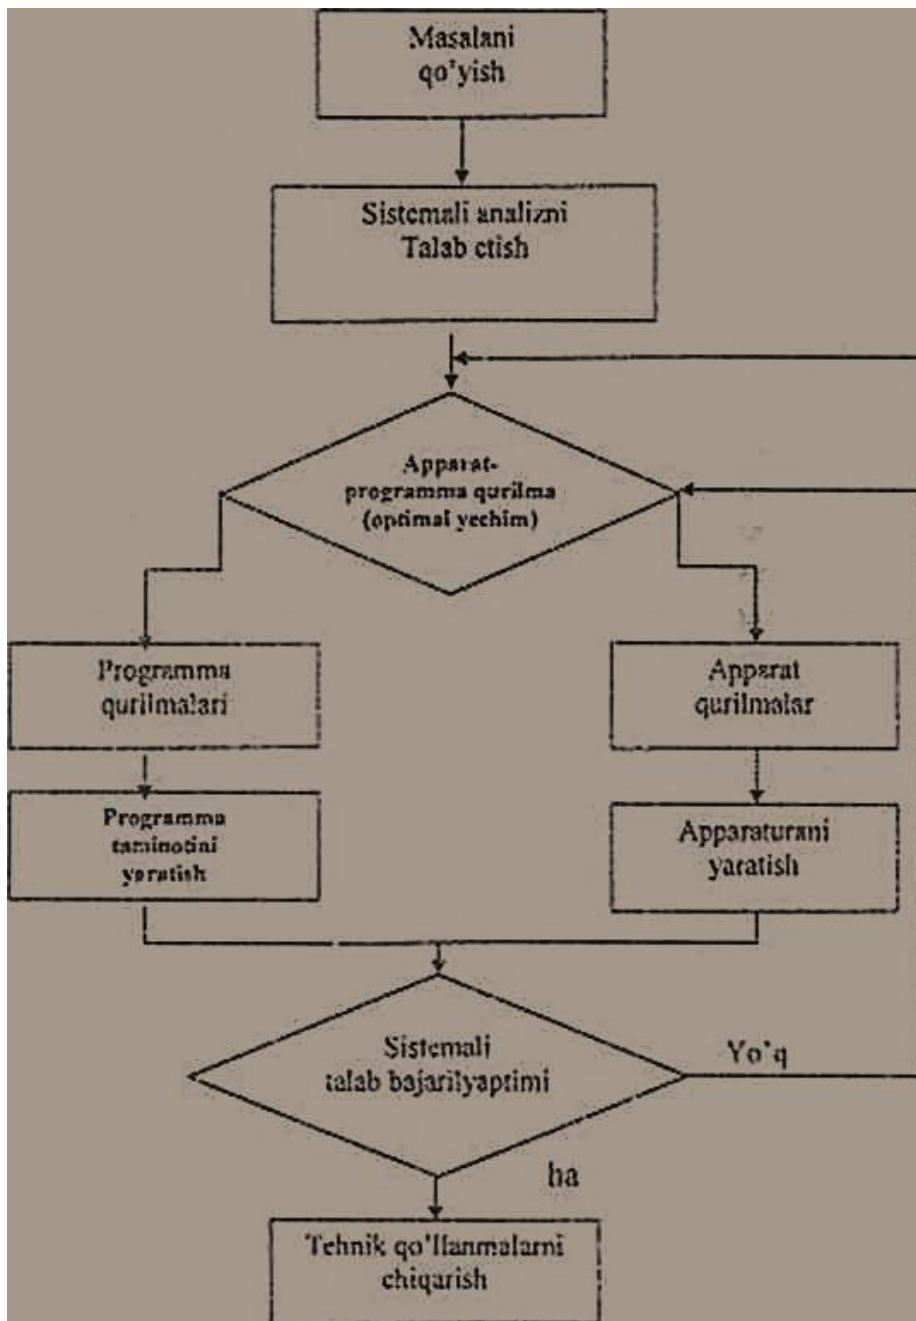 Masalani
qo'yish
Sistemali analizni
Talab etish
Apparat-
programma qurilma
(optimal yechim)
Programma
qurilmalari
Apparat
qurilmalar
Programma
taminotini
yaratish
Apparaturani
yaratish
Sistemali
talab bajarilyaptimi
Yo'q
ha
Tehnik qo'llanmalarni
chiqarish